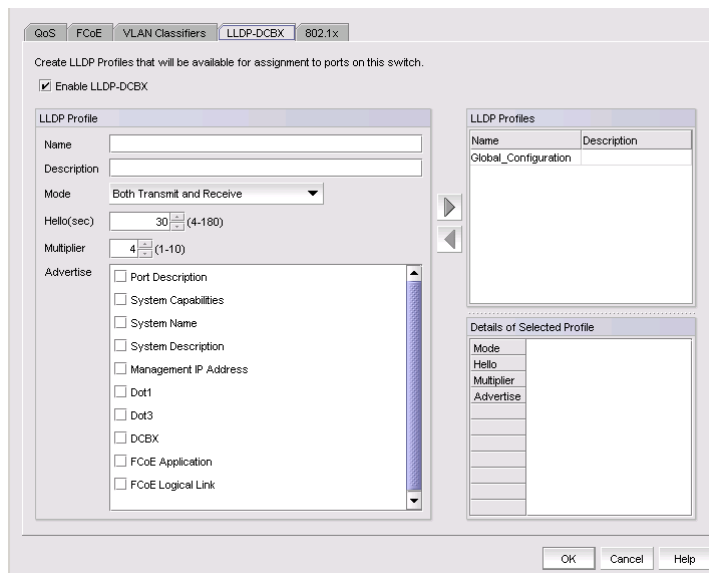 QoS FCoE VLAN Classifiers LLDP-DCBX 802.1x
Create LLDP Profiles that will be available for assignment to ports on this switch.
Enable LLDP-DCBX
LLDP Profile
Name
Description
Mode Both Transmit and Receive
Hello(sec) 30 (4-180)
Multiplier 4 (1-10)
Advertise
Port Description
System Capabilities
System Name
System Description
Management IP Address
Dot1
Dot3
DCBX
FCoE Application
FCoE Logical Link
LLDP Profiles
Name Description
Global_Configuration
Details of Selected Profile
Mode
Hello
Multiplier
Advertise
OK Cancel Help